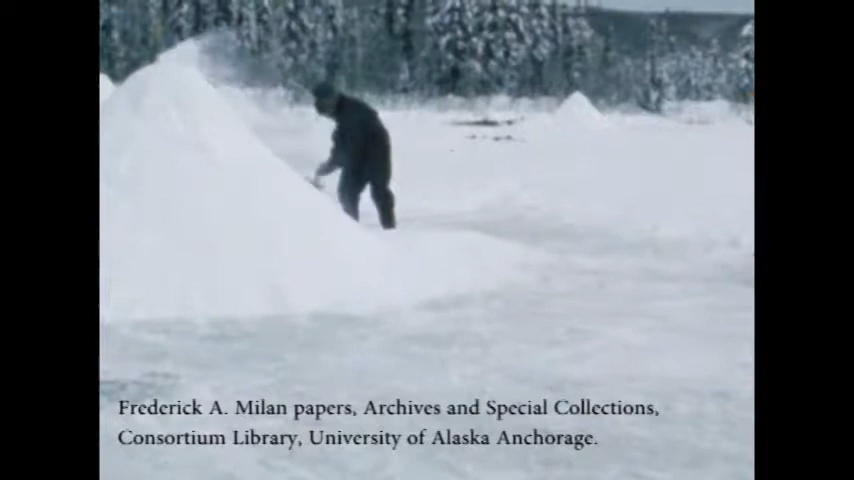 Frederick A. Milan papers, Archives and Special Collections,
Consortium Library, University of Alaska Anchorage.